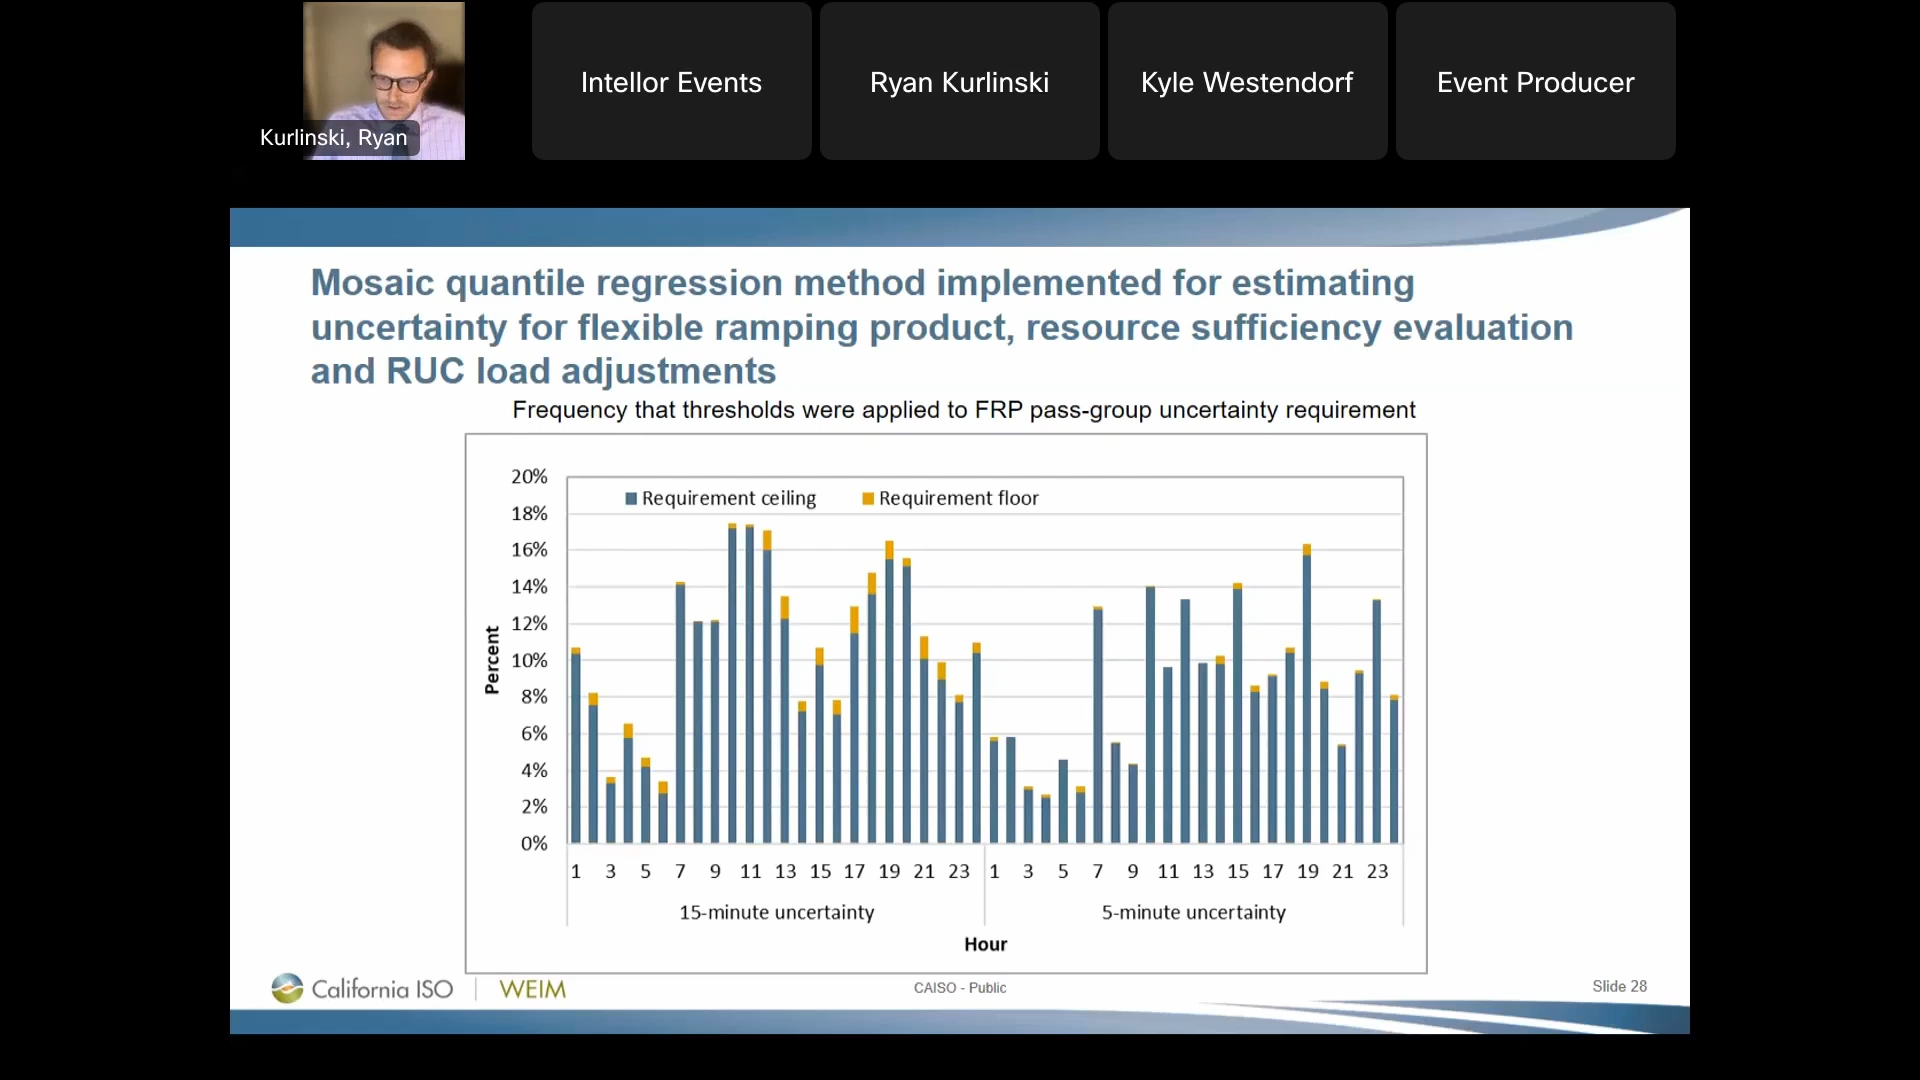 Kurlinski, Ryan
Intellor Events
Ryan Kurlinski
Kyle Westendorf
Event Producer
Mosaic quantile regression method implemented for estimating
uncertainty for flexible ramping product, resource sufficiency evaluation
and RUC load adjustments
Frequency that thresholds were applied to FRP pass-group uncertainty requirement
Requirement ceiling Requirement floor
Percent
20%
18%
16%
14%
12%
10%
8%
6%
4%
2%
0%
1 3 5 7 9 11 13 15 17 19 21 23 1 3 5 7 9 11 13 15 17 19 21 23
15-minute uncertainty 5-minute uncertainty
Hour
California ISO WEIM
CAISO - Public
Slide 28